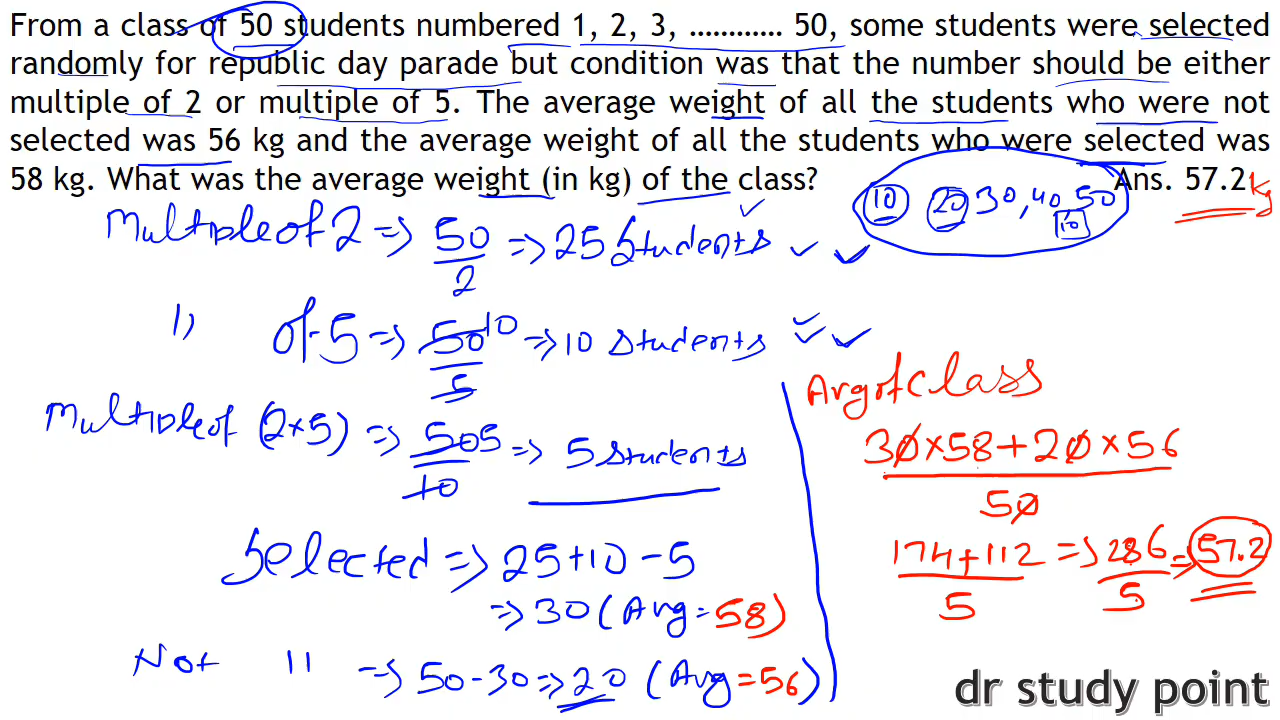 From a class of 50 students numbered 1, 2, 3, ............ 50, some students were selected
randomly for republic day parade but condition was that the number should be either
multiple of 2 or multiple of 5. The average weight of all the students who were not
selected was 56 kg and the average weight of all the students who were selected was
58 kg. What was the average weight (in kg) of the class? Ans. 57.2 kg
10 20 30, 40, 50
10
Multiple of 2 => 50/2 => 25 Students
" of 5 => 50/5 10 => 10 Students
Multiple of (2×5) => 50/10 5 => 5 Students
Selected => 25+10-5
=> 30 (Avg = 58)
Not " => 50-30 => 20 (Avg = 56)
Avg of Class
30×58+20×56
50
174+112 => 286 = 57.2
5 5
dr study point